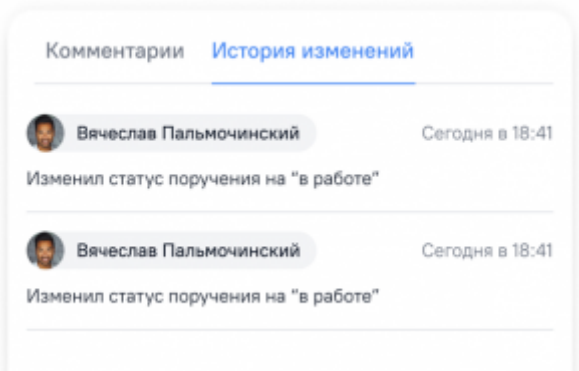 Комментарии История изменений
Вячеслав Пальмочинский Сегодня в 18:41
Изменил статус поручения на “в работе”
Вячеслав Пальмочинский Сегодня в 18:41
Изменил статус поручения на “в работе”